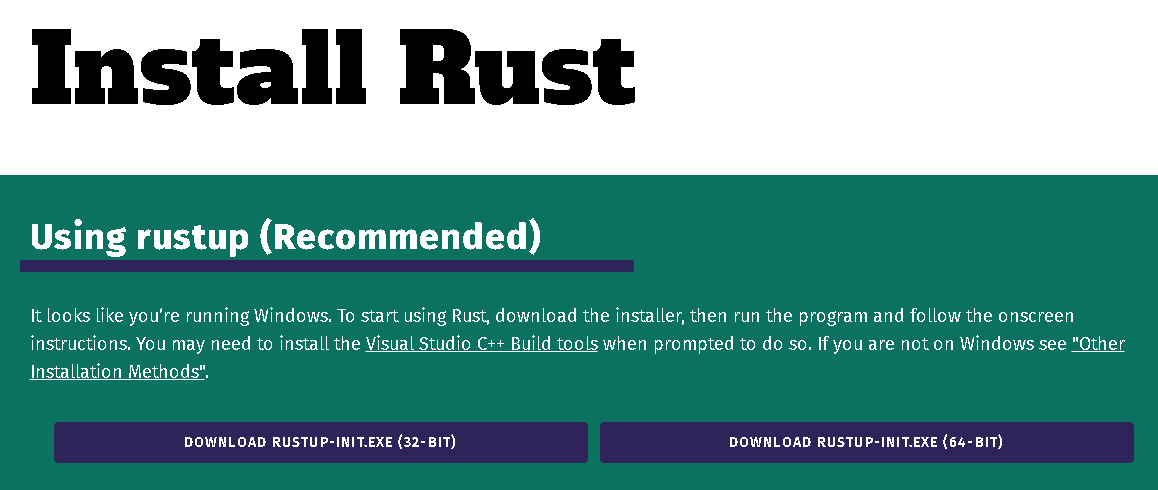 Install Rust
Using rustup (Recommended)
It looks like you’re running Windows. To start using Rust, download the installer, then run the program and follow the onscreen
instructions. You may need to install the Visual Studio C++ Build tools when prompted to do so. If you are not on Windows see "Other
Installation Methods".
DOWNLOAD RUSTUP-INIT.EXE (32-BIT)
DOWNLOAD RUSTUP-INIT.EXE (64-BIT)